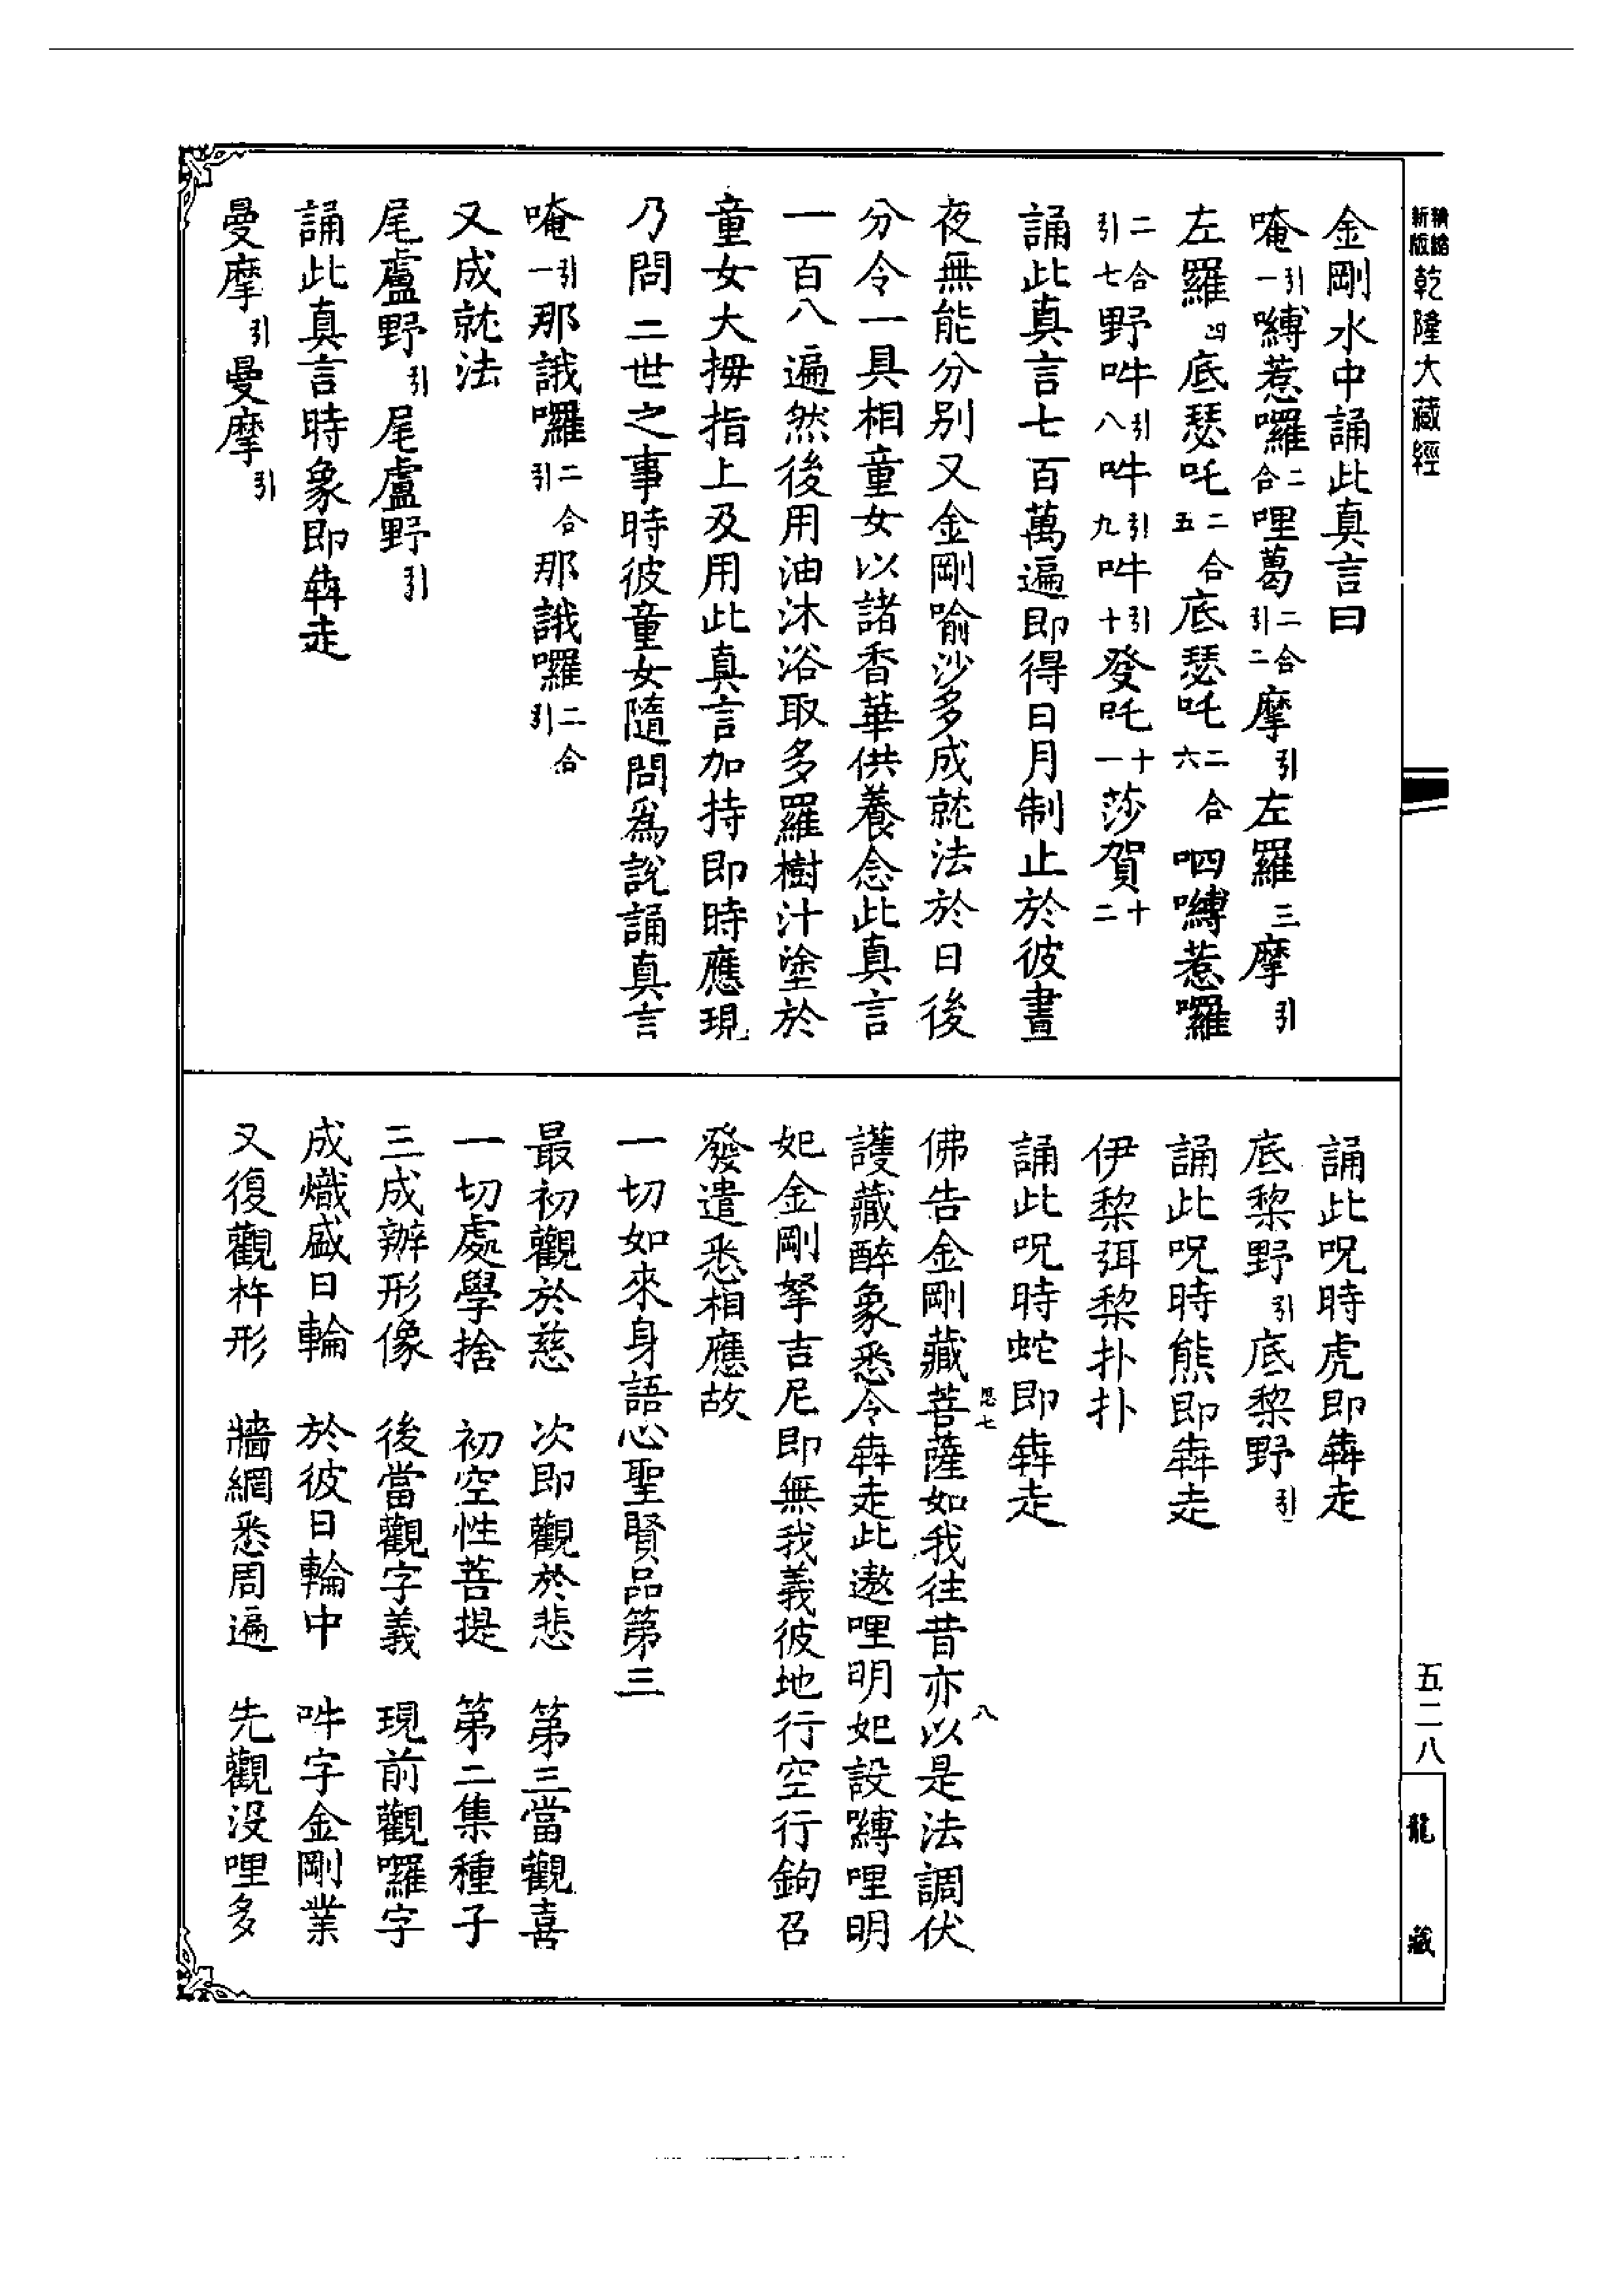 新版精縮
乾隆大藏經
五二八
龍藏
金剛水中誦此真言曰
唵引一嚩惹囉二合哩葛二合引二摩引左羅三摩引
左羅四底瑟吒二合五底瑟吒二合六呬嚩惹囉
二合引七野吽引八吽引九吽引十發吒十一莎賀十二
誦此真言七百萬遍即得日月制止於彼晝
夜無能分別又金剛喻沙多成就法於日後
分令一具相童女以諸香華供養念此真言
一百八遍然後用油沐浴取多羅樹汁塗於
童女大拇指上及用此真言加持即時應現
乃問二世之事時彼童女隨問為說誦真言
唵引一那誐囉二合引那誐囉二合引
又成就法
尾盧野引尾盧野引
誦此真言時象即犇走
曼摩引曼摩引
誦此呪時虎即犇走
底犂野引底犂野引
誦此呪時熊即犇走
伊犂弭犂扑扑
誦此呪時蛇即犇走
佛告金剛藏菩薩如我往昔亦以是法調伏
思七
八
護藏醉象悉令犇走此遨哩明妃設嚩哩明
妃金剛拏吉尼即無我義彼地行空行鉤召
發遣悉相應故
一切如來身語心聖賢品第三
最初觀於慈　次即觀於悲　第三當觀喜
一切處學捨　初空性菩提　第二集種子
三成辦形像　後當觀字義　現前觀囉字
成熾盛日輪　於彼日輪中　吽字金剛業
又復觀杵形　牆網悉周遍　先觀沒哩多